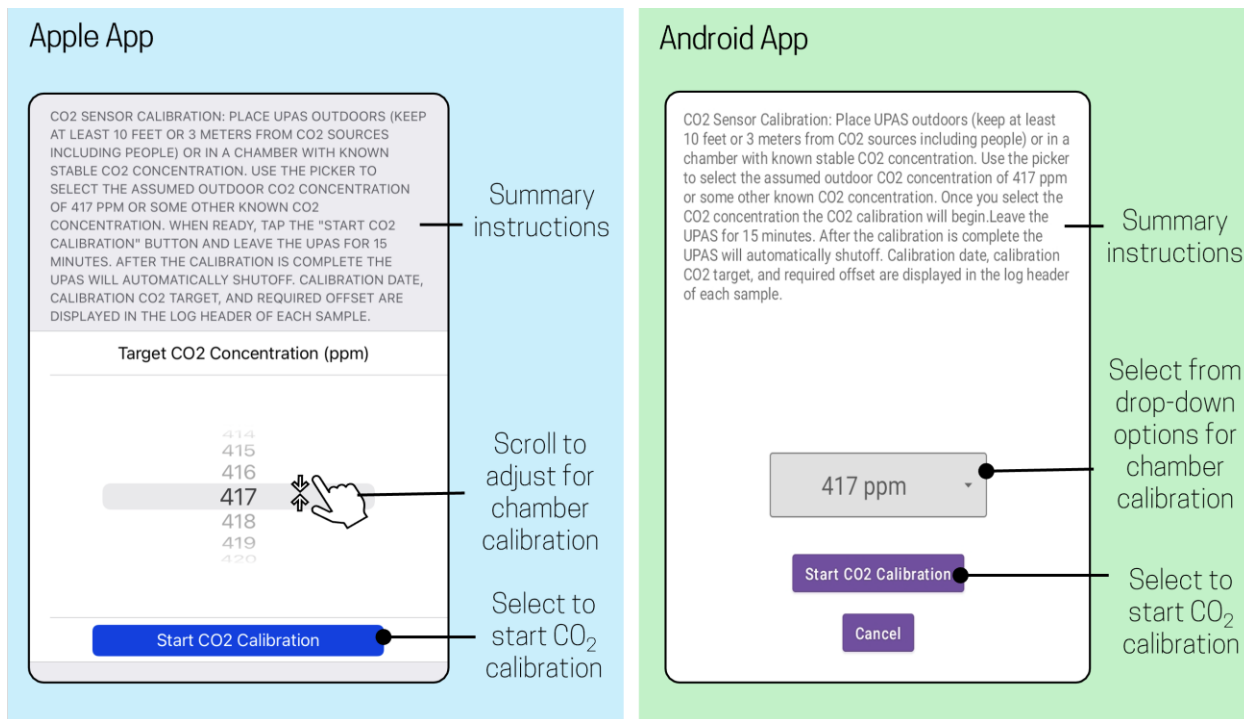 Apple App
CO2 SENSOR CALIBRATION: PLACE UPAS OUTDOORS (KEEP
AT LEAST 10 FEET OR 3 METERS FROM CO2 SOURCES
INCLUDING PEOPLE) OR IN A CHAMBER WITH KNOWN
STABLE CO2 CONCENTRATION. USE THE PICKER TO
SELECT THE ASSUMED OUTDOOR CO2 CONCENTRATION
OF 417 PPM OR SOME OTHER KNOWN CO2
CONCENTRATION. WHEN READY, TAP THE "START CO2
CALIBRATION" BUTTON AND LEAVE THE UPAS FOR 15
MINUTES. AFTER THE CALIBRATION IS COMPLETE THE
UPAS WILL AUTOMATICALLY SHUTOFF. CALIBRATION DATE,
CALIBRATION CO2 TARGET, AND REQUIRED OFFSET ARE
DISPLAYED IN THE LOG HEADER OF EACH SAMPLE.
Summary
instructions
Target CO2 Concentration (ppm)
414
415
416
417
418
419
420
Scroll to
adjust for
chamber
calibration
Start CO2 Calibration
Select to
start CO₂
calibration
Android App
CO2 Sensor Calibration: Place UPAS outdoors (keep at least
10 feet or 3 meters from CO2 sources including people) or in a
chamber with known stable CO2 concentration. Use the picker
to select the assumed outdoor CO2 concentration of 417 ppm
or some other known CO2 concentration. Once you select the
CO2 concentration the CO2 calibration will begin.Leave the
UPAS for 15 minutes. After the calibration is complete the
UPAS will automatically shutoff. Calibration date, calibration
CO2 target, and required offset are displayed in the log header
of each sample.
Summary
instructions
417 ppm
Select from
drop-down
options for
chamber
calibration
Start CO2 Calibration
Select to
start CO₂
calibration
Cancel